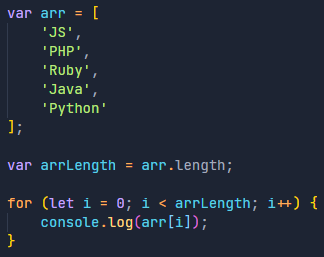 var arr = [
    'JS',
    'PHP',
    'Ruby',
    'Java',
    'Python'
];

var arrLength = arr.length;

for (let i = 0; i < arrLength; i++) {
    console.log(arr[i]);
}